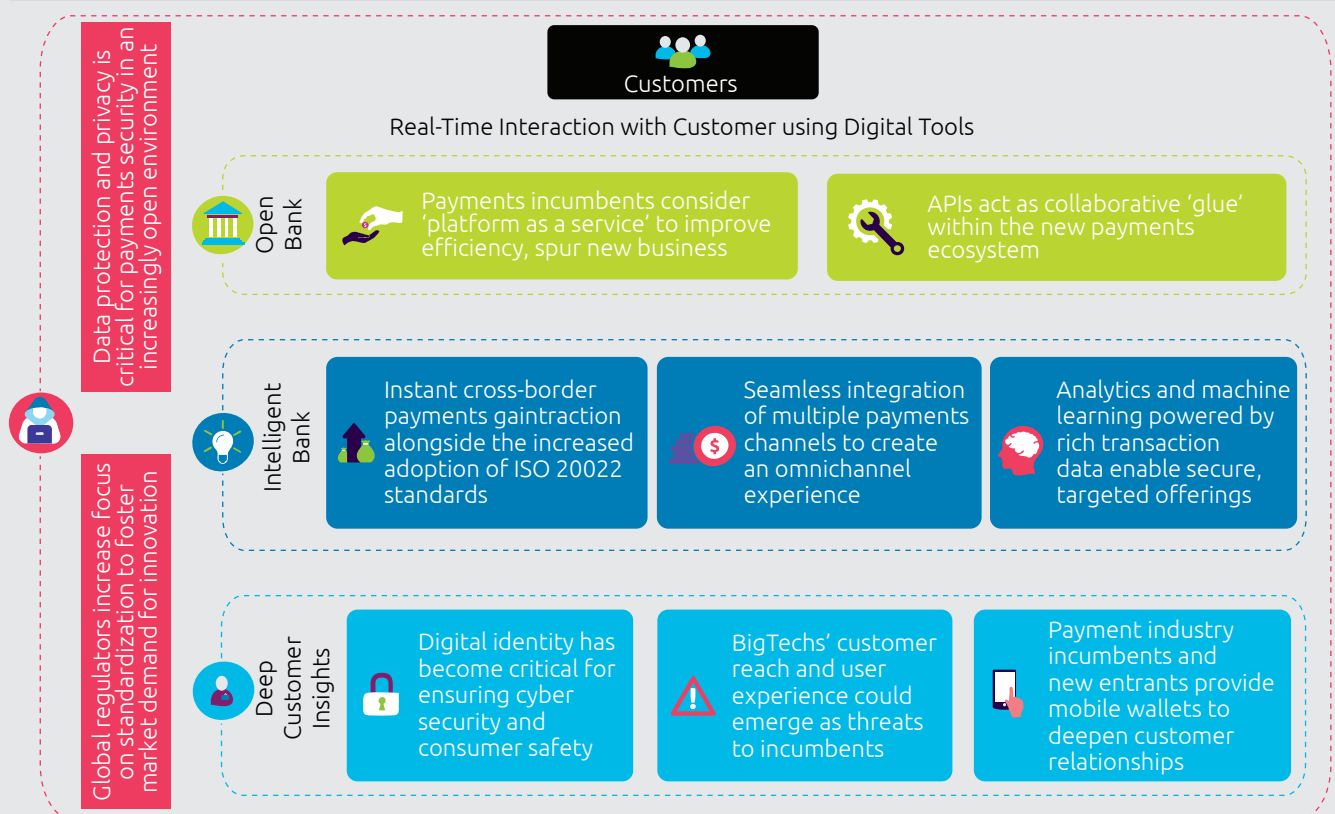 Customers
Real-Time Interaction with Customer using Digital Tools
Data protection and privacy is
critical for payments security in an
increasingly open environment
Global regulators increase focus
on standardization to foster
market demand for innovation
Open
Bank
Payments incumbents consider
‘platform as a service’ to improve
efficiency, spur new business
APIs act as collaborative ‘glue’
within the new payments
ecosystem
Intelligent
Bank
Instant cross-border
payments gaintraction
alongside the increased
adoption of ISO 20022
standards
Seamless integration
of multiple payments
channels to create
an omnichannel
experience
$
Analytics and machine
learning powered by
rich transaction
data enable secure,
targeted offerings
Deep
Customer
Insights
Digital identity has
become critical for
ensuring cyber
security and
consumer safety
BigTechs’ customer
reach and user
experience could
emerge as threats
to incumbents
Payment industry
incumbents and
new entrants provide
mobile wallets to
deepen customer
relationships